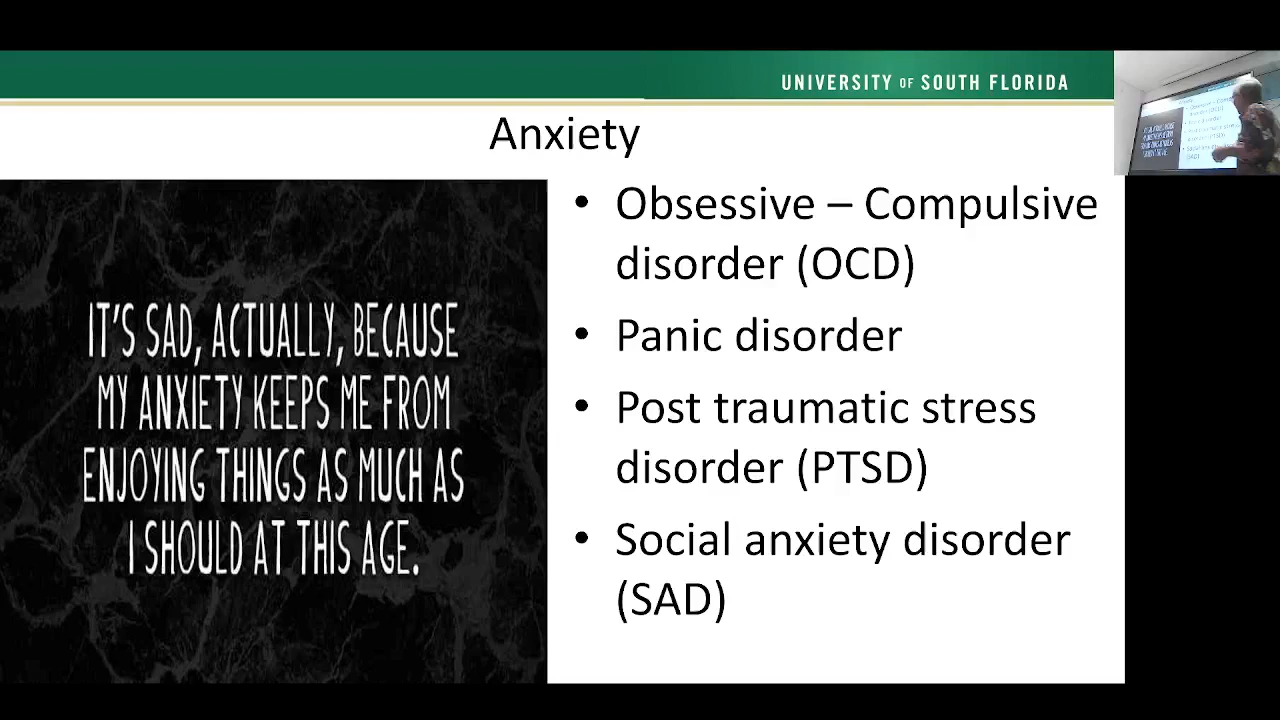 UNIVERSITY OF SOUTH FLORIDA
Anxiety
IT'S SAD, ACTUALLY, BECAUSE
MY ANXIETY KEEPS ME FROM
ENJOYING THINGS AS MUCH AS
I SHOULD AT THIS AGE.
• Obsessive – Compulsive
disorder (OCD)
• Panic disorder
• Post traumatic stress
disorder (PTSD)
• Social anxiety disorder
(SAD)